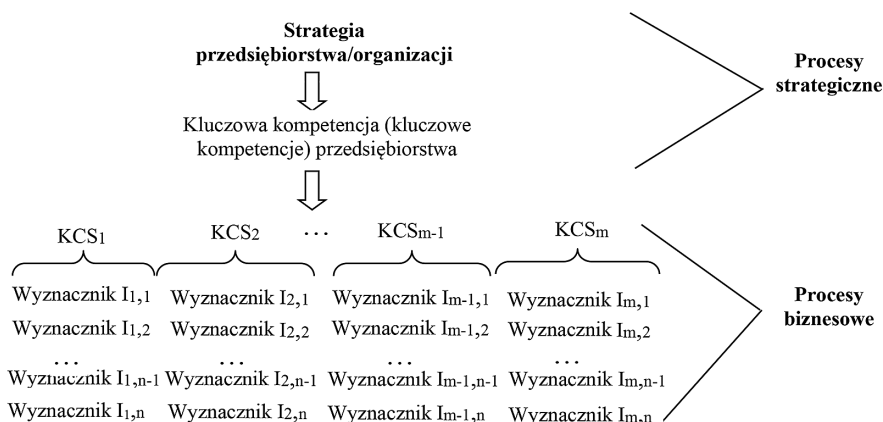 Strategia
przedsiębiorstwa/organizacji
Procesy
strategiczne
Kluczowa kompetencja (kluczowe
kompetencje) przedsiębiorstwa
KCS1 KCS2 ... KCSm-1 KCSm
Wyznacznik I1,1 Wyznacznik I2,1 Wyznacznik Im-1,1 Wyznacznik Im,1
Wyznacznik I1,2 Wyznacznik I2,2 Wyznacznik Im-1,2 Wyznacznik Im,2
... ... ... ...
Wyznacznik I1,n-1 Wyznacznik I2,n-1 Wyznacznik Im-1,n-1 Wyznacznik Im,n-1
Wyznacznik I1,n Wyznacznik I2,n Wyznacznik Im-1,n Wyznacznik Im,n
Procesy
biznesowe